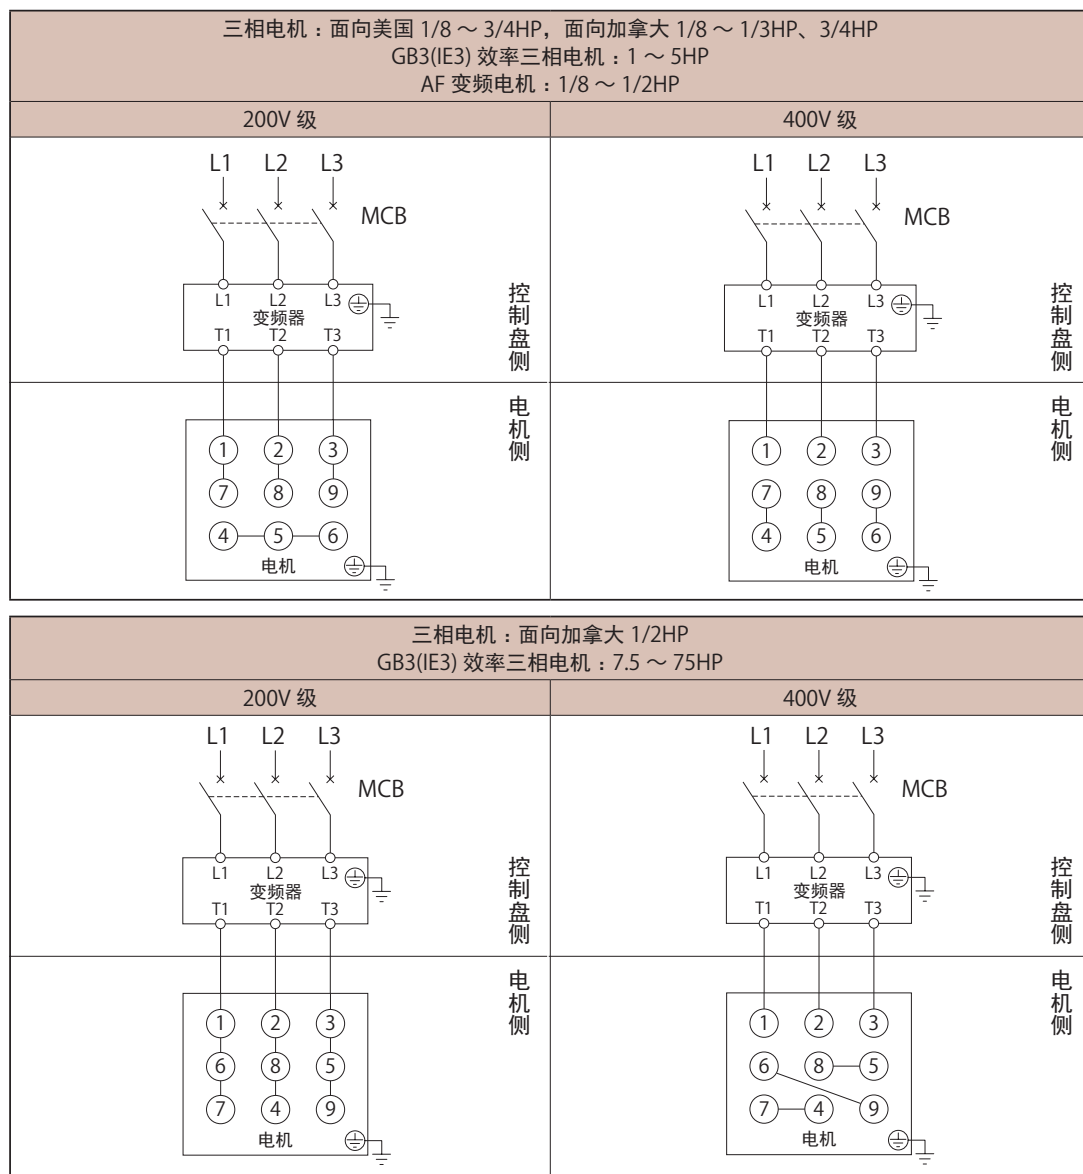 三相电机：面向美国 1/8 ～ 3/4HP，面向加拿大 1/8 ～ 1/3HP、3/4HP
GB3(IE3) 效率三相电机：1 ～ 5HP
AF 变频电机：1/8 ～ 1/2HP
200V 级
400V 级
L1 L2 L3
MCB
L1 L2 L3
变频器
T1 T2 T3
控制盘侧
电机侧
1 2 3
7 8 9
4 5 6
电机
L1 L2 L3
MCB
L1 L2 L3
变频器
T1 T2 T3
控制盘侧
电机侧
1 2 3
7 8 9
4 5 6
电机
三相电机：面向加拿大 1/2HP
GB3(IE3) 效率三相电机：7.5 ～ 75HP
200V 级
400V 级
L1 L2 L3
MCB
L1 L2 L3
变频器
T1 T2 T3
控制盘侧
电机侧
1 2 3
6 8 5
7 4 9
电机
L1 L2 L3
MCB
L1 L2 L3
变频器
T1 T2 T3
控制盘侧
电机侧
1 2 3
6 8 5
7 4 9
电机